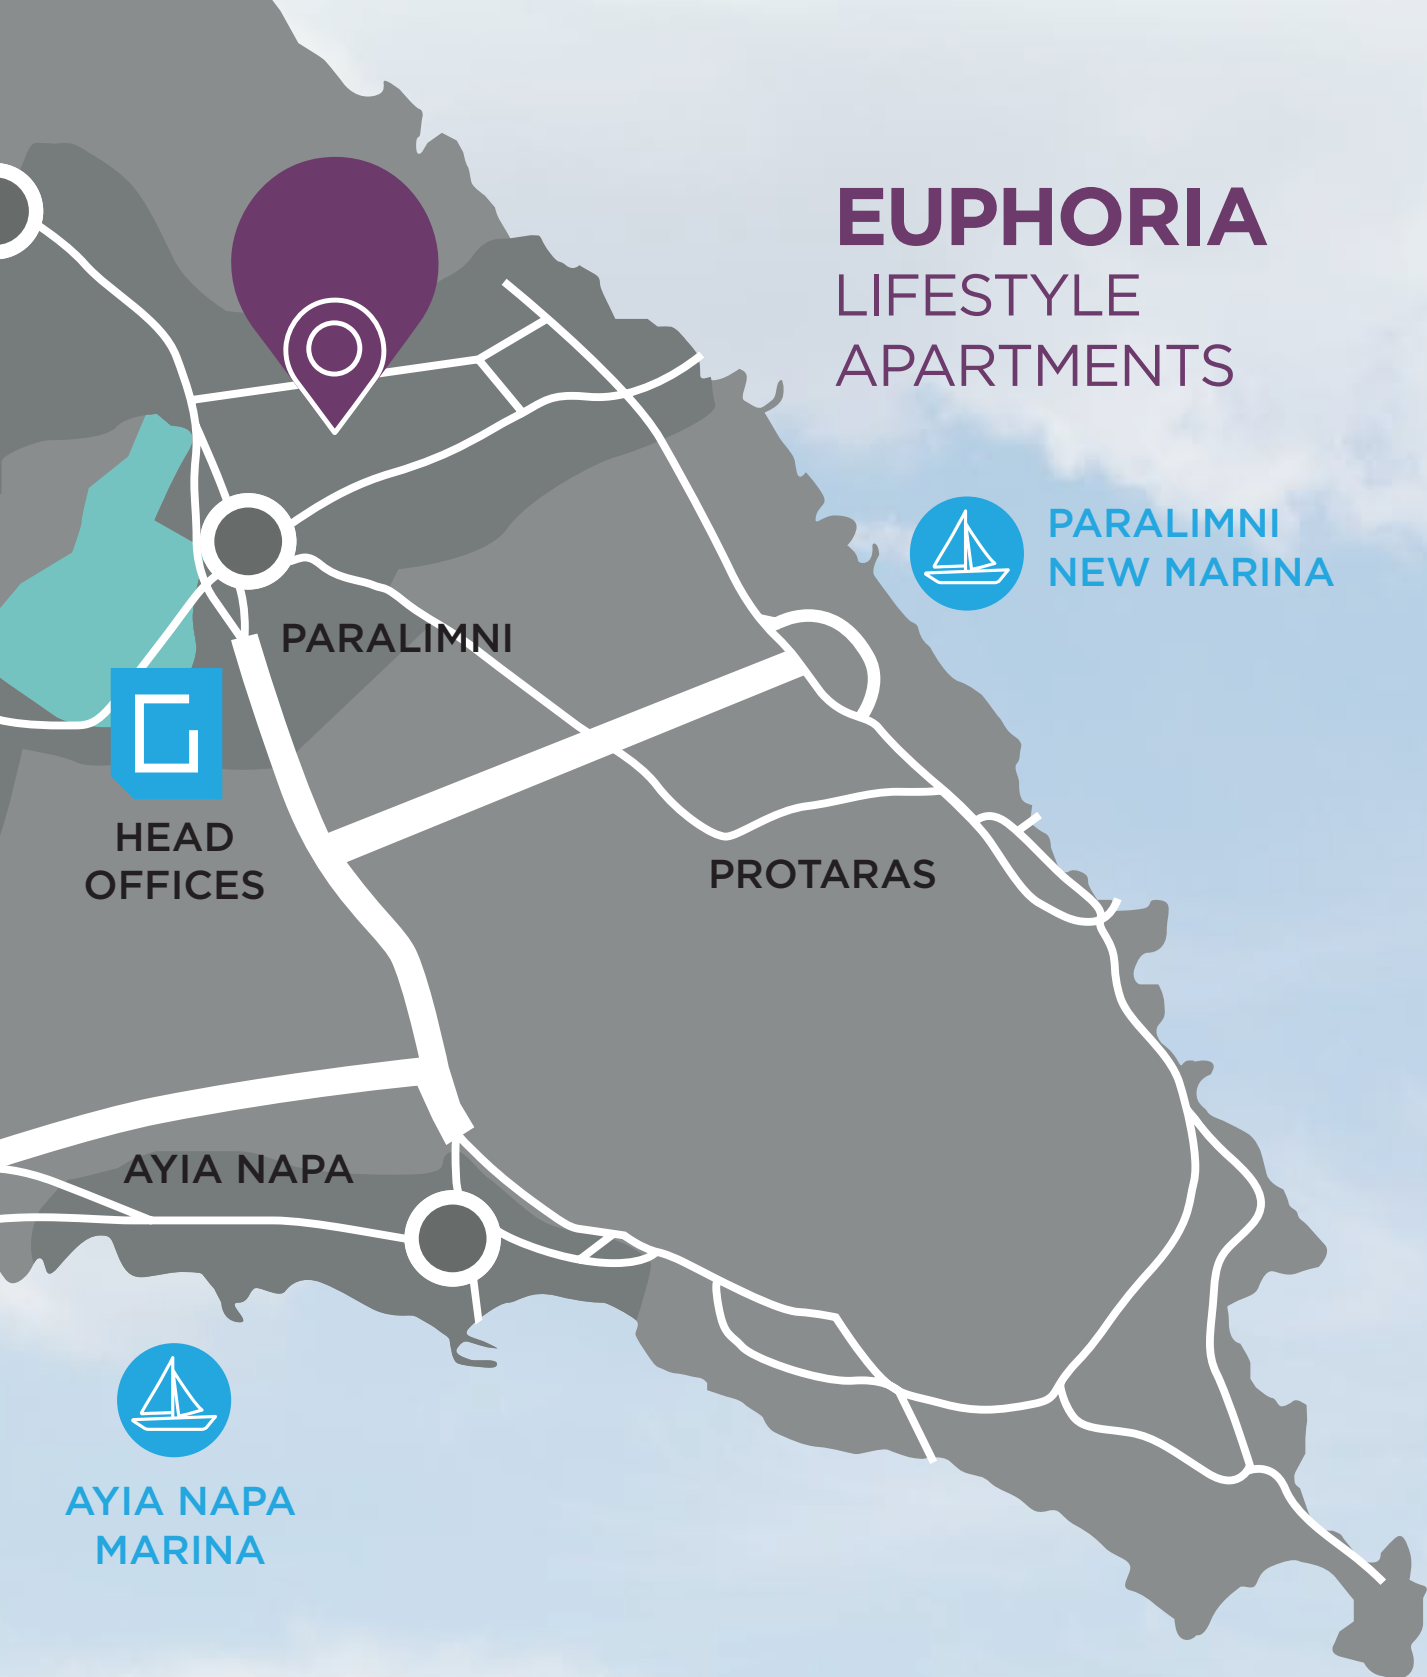 EUPHORIA
LIFESTYLE
APARTMENTS
PARALIMNI
NEW MARINA
PARALIMNI
HEAD
OFFICES
PROTARAS
AYIA NAPA
AYIA NAPA
MARINA